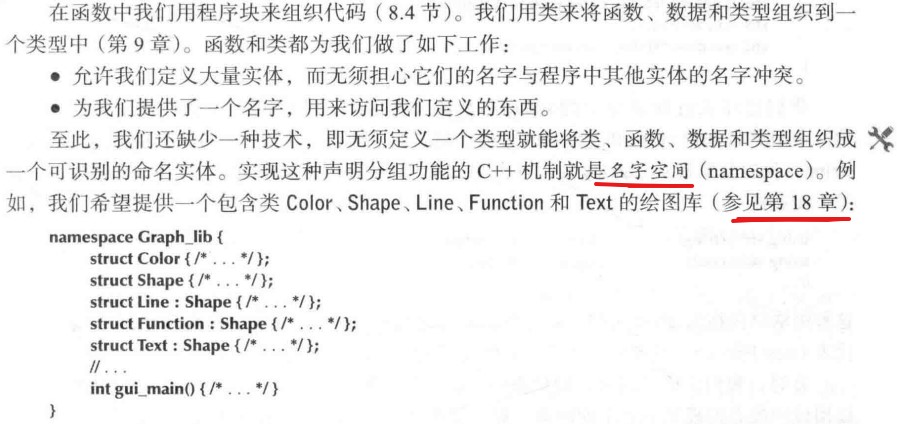 在函数中我们用程序块来组织代码（8.4 节）。我们用类来将函数、数据和类型组织到一
个类型中（第 9 章）。函数和类都为我们做了如下工作：
● 允许我们定义大量实体，而无须担心它们的名字与程序中其他实体的名字冲突。
● 为我们提供了一个名字，用来访问我们定义的东西。
至此，我们还缺少一种技术，即无须定义一个类型就能将类、函数、数据和类型组织成
一个可识别的命名实体。实现这种声明分组功能的 C++ 机制就是名字空间（namespace）。例
如，我们希望提供一个包含类 Color、Shape、Line、Function 和 Text 的绘图库（参见第 18 章）：
namespace Graph_lib {
struct Color { /* . . . */ };
struct Shape { /* . . . */ };
struct Line : Shape { /* . . . */ };
struct Function : Shape { /* . . . */ };
struct Text : Shape { /* . . . */ };
// . . .
int gui_main() { /* . . . */ }
}